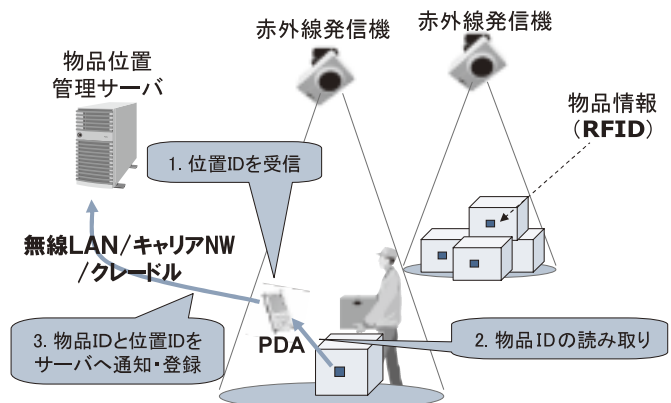 赤外線発信機
赤外線発信機
物品位置
管理サーバ
物品情報
（RFID）
1. 位置IDを受信
無線LAN/キャリアNW
/クレードル
3. 物品IDと位置IDを
サーバへ通知・登録
PDA
2. 物品IDの読み取り